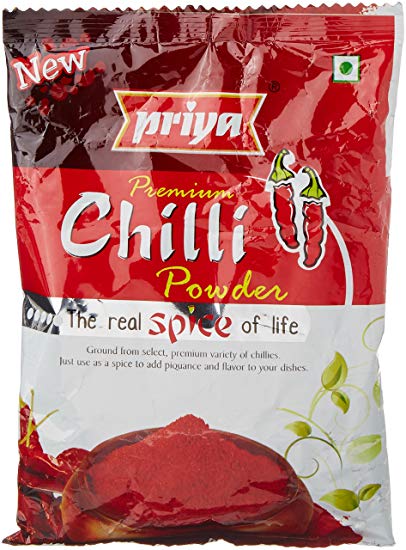 New
priya
®
Premium
Chilli
Powder
The real spice of life
Ground from select, premium variety of chillies.
Just use as a spice to add piquance and flavor to your dishes.